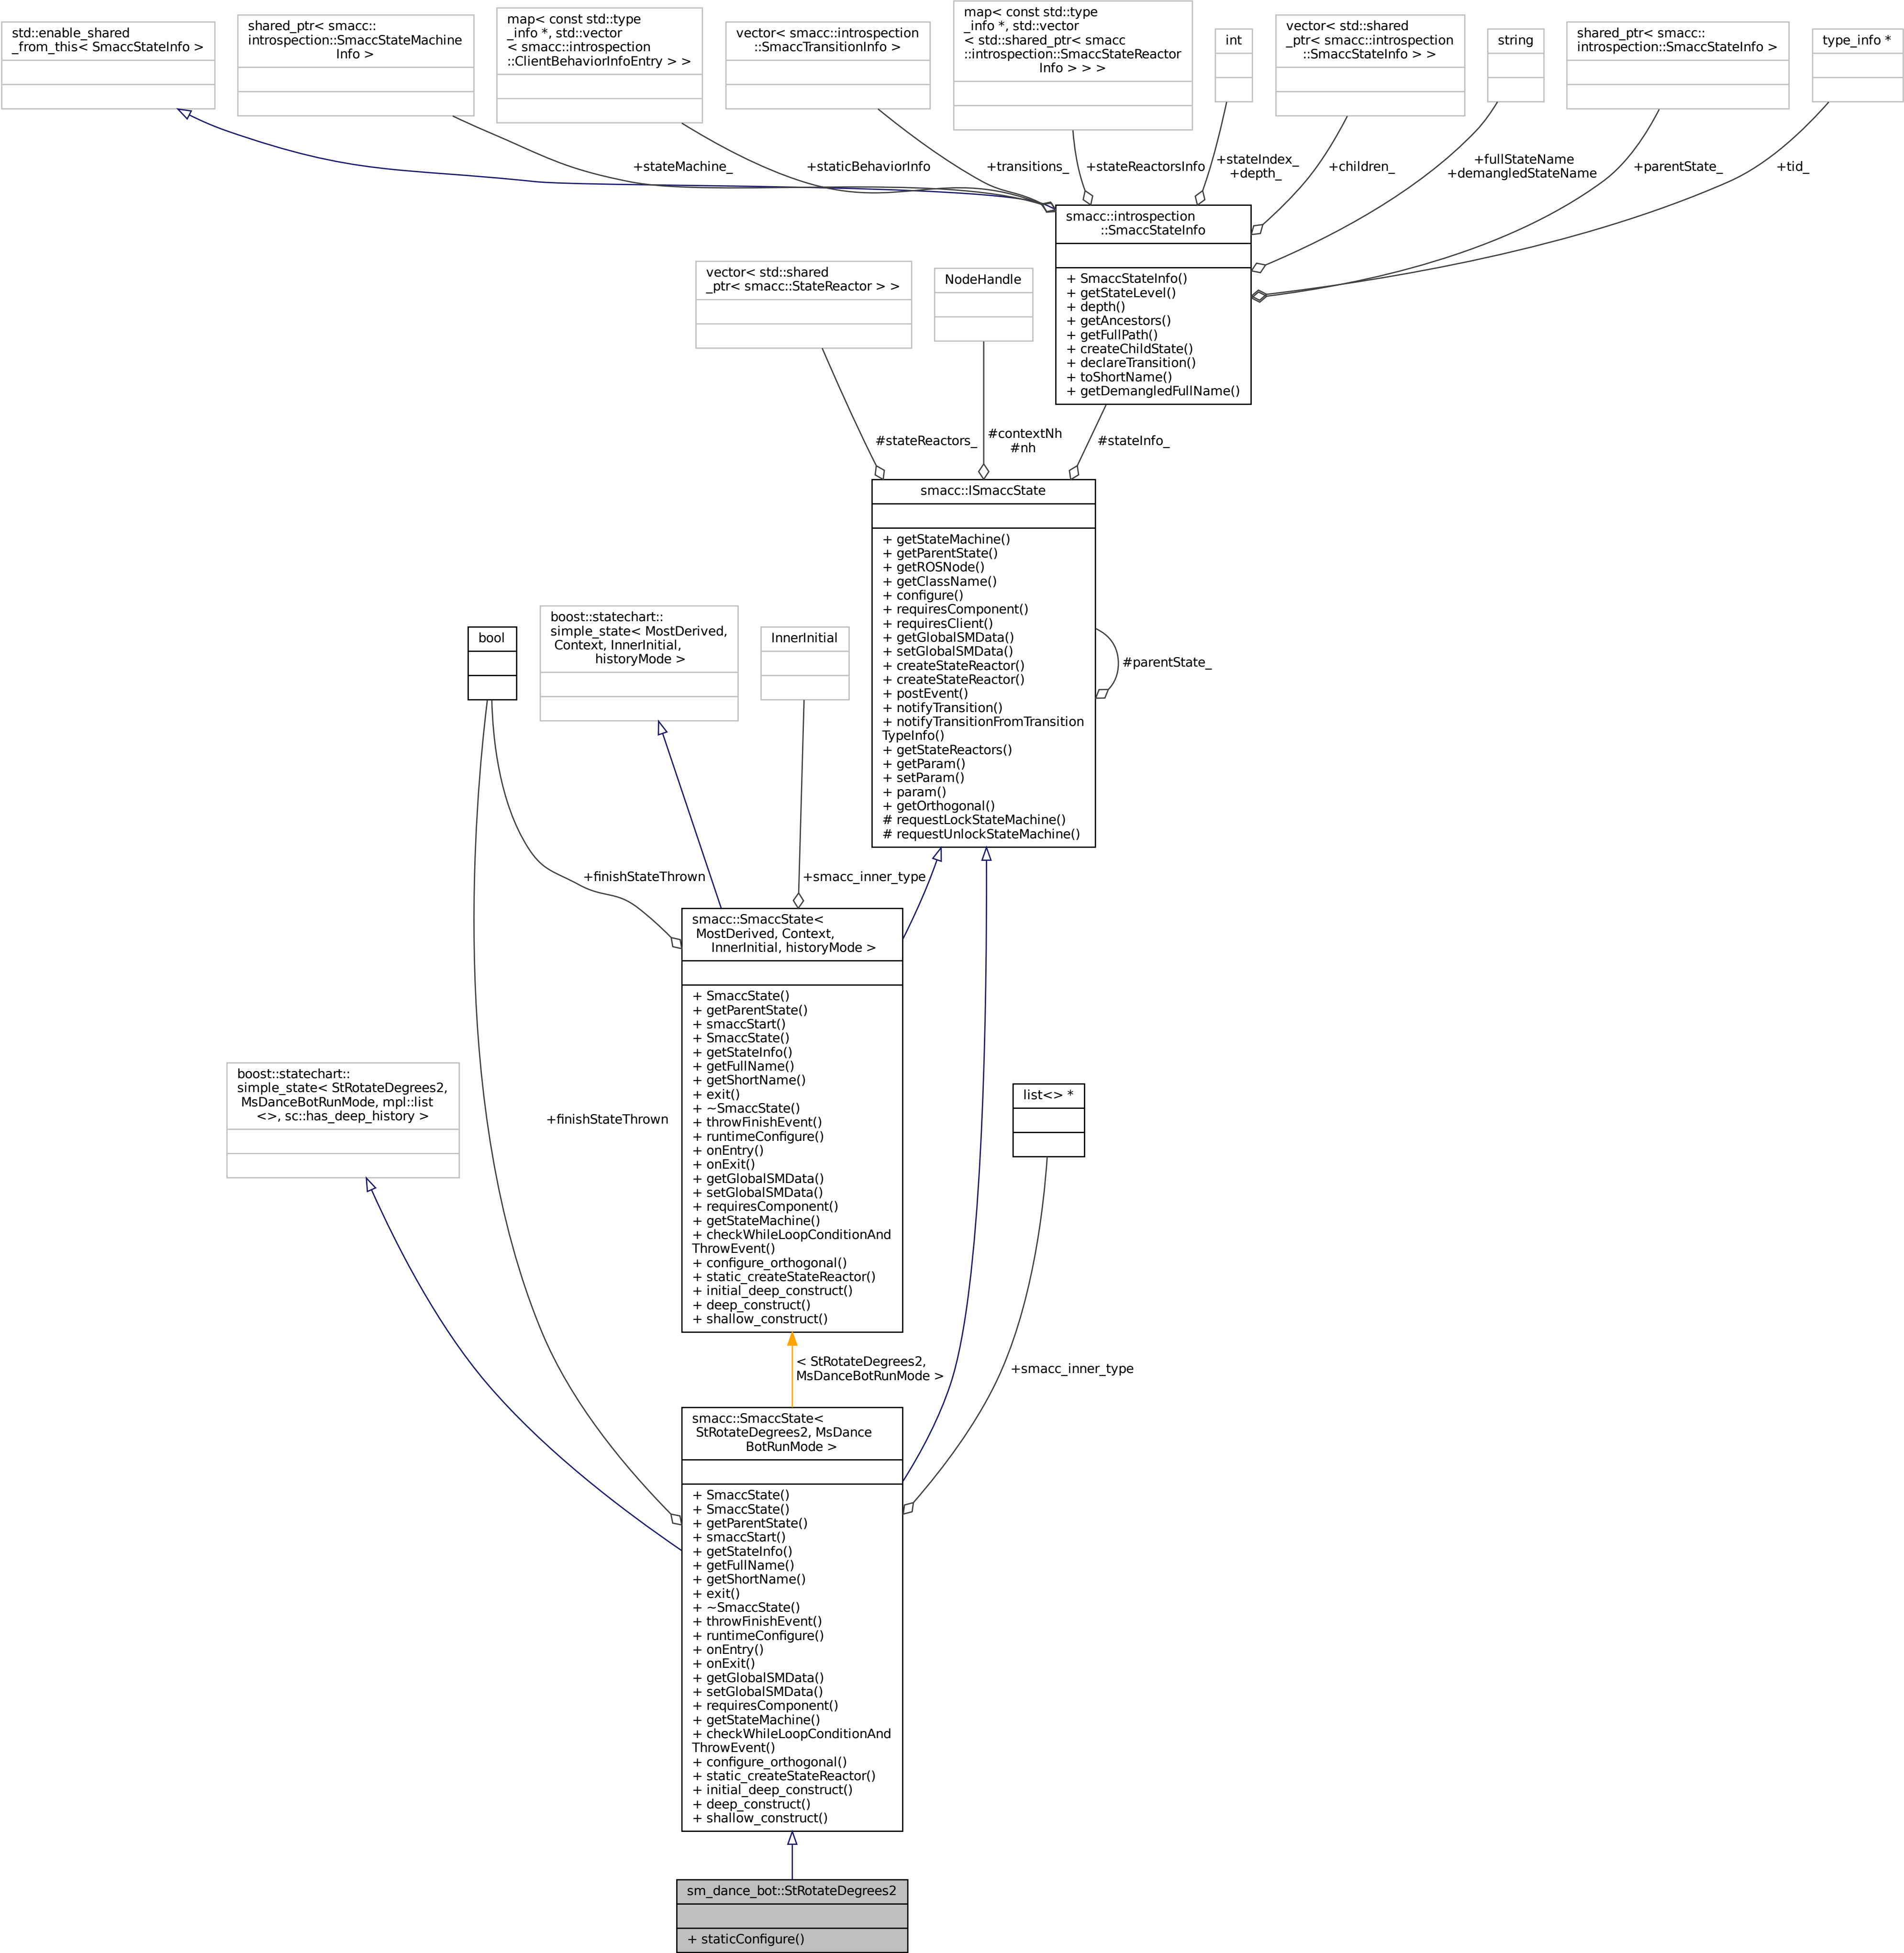 std::enable_shared
_from_this< SmaccStateInfo >
shared_ptr< smacc::
introspection::SmaccStateMachine
Info >
map< const std::type
_info *, std::vector
< smacc::introspection
::ClientBehaviorInfoEntry > >
vector< smacc::introspection
::SmaccTransitionInfo >
map< const std::type
_info *, std::vector
< std::shared_ptr< smacc
::introspection::SmaccStateReactor
Info > > >
int
vector< std::shared
_ptr< smacc::introspection
::SmaccStateInfo > >
string
shared_ptr< smacc::
introspection::SmaccStateInfo >
type_info *
+stateMachine_
+staticBehaviorInfo
+transitions_
+stateReactorsInfo
+stateIndex_
+depth_
+children_
+fullStateName
+demangledStateName
+parentState_
+tid_
smacc::introspection
::SmaccStateInfo
+ SmaccStateInfo()
+ getStateLevel()
+ depth()
+ getAncestors()
+ getFullPath()
+ createChildState()
+ declareTransition()
+ toShortName()
+ getDemangledFullName()
vector< std::shared
_ptr< smacc::StateReactor > >
NodeHandle
#stateReactors_
#contextNh
#nh
#stateInfo_
smacc::ISmaccState
+ getStateMachine()
+ getParentState()
+ getROSNode()
+ getClassName()
+ configure()
+ requiresComponent()
+ requiresClient()
+ getGlobalSMData()
+ setGlobalSMData()
+ createStateReactor()
+ createStateReactor()
+ postEvent()
+ notifyTransition()
+ notifyTransitionFromTransition
TypeInfo()
+ getStateReactors()
+ getParam()
+ setParam()
+ param()
+ getOrthogonal()
# requestLockStateMachine()
# requestUnlockStateMachine()
#parentState_
bool
boost::statechart::
simple_state< MostDerived,
Context, InnerInitial,
historyMode >
InnerInitial
+finishStateThrown
+smacc_inner_type
smacc::SmaccState<
MostDerived, Context,
InnerInitial, historyMode >
+ SmaccState()
+ getParentState()
+ smaccStart()
+ SmaccState()
+ getStateInfo()
+ getFullName()
+ getShortName()
+ exit()
+ ~SmaccState()
+ throwFinishEvent()
+ runtimeConfigure()
+ onEntry()
+ onExit()
+ getGlobalSMData()
+ setGlobalSMData()
+ requiresComponent()
+ getStateMachine()
+ checkWhileLoopConditionAnd
ThrowEvent()
+ configure_orthogonal()
+ static_createStateReactor()
+ initial_deep_construct()
+ deep_construct()
+ shallow_construct()
boost::statechart::
simple_state< StRotateDegrees2,
MsDanceBotRunMode, mpl::list
<>, sc::has_deep_history >
+finishStateThrown
list<> *
< StRotateDegrees2,
MsDanceBotRunMode >
+smacc_inner_type
smacc::SmaccState<
StRotateDegrees2, MsDance
BotRunMode >
+ SmaccState()
+ SmaccState()
+ getParentState()
+ smaccStart()
+ getStateInfo()
+ getFullName()
+ getShortName()
+ exit()
+ ~SmaccState()
+ throwFinishEvent()
+ runtimeConfigure()
+ onEntry()
+ onExit()
+ getGlobalSMData()
+ setGlobalSMData()
+ requiresComponent()
+ getStateMachine()
+ checkWhileLoopConditionAnd
ThrowEvent()
+ configure_orthogonal()
+ static_createStateReactor()
+ initial_deep_construct()
+ deep_construct()
+ shallow_construct()
sm_dance_bot::StRotateDegrees2
+ staticConfigure()